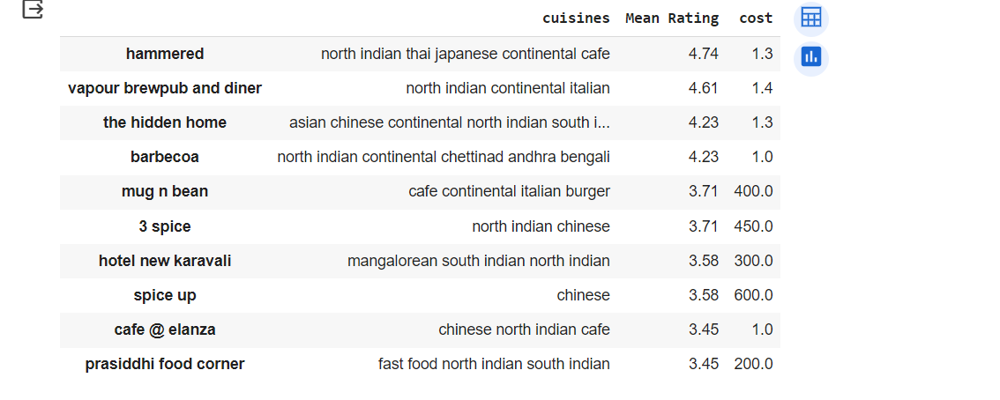 cuisines Mean Rating cost
hammered north indian thai japanese continental cafe 4.74 1.3
vapour brewpub and diner north indian continental italian 4.61 1.4
the hidden home asian chinese continental north indian south i... 4.23 1.3
barbecoa north indian continental chettinad andhra bengali 4.23 1.0
mug n bean cafe continental italian burger 3.71 400.0
3 spice north indian chinese 3.71 450.0
hotel new karavali mangalorean south indian north indian 3.58 300.0
spice up chinese 3.58 600.0
cafe @ elanza chinese north indian cafe 3.45 1.0
prasiddhi food corner fast food north indian south indian 3.45 200.0